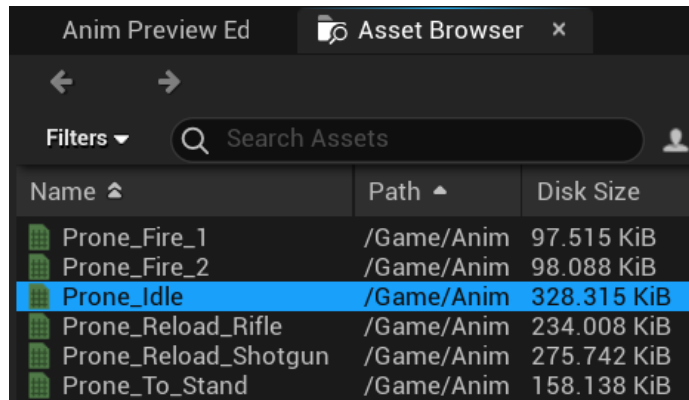 Anim Preview Ed Asset Browser ×
Filters Search Assets
Name Path Disk Size
Prone_Fire_1 /Game/Anim 97.515 KiB
Prone_Fire_2 /Game/Anim 98.088 KiB
Prone_Idle /Game/Anim 328.315 KiB
Prone_Reload_Rifle /Game/Anim 234.008 KiB
Prone_Reload_Shotgun /Game/Anim 275.742 KiB
Prone_To_Stand /Game/Anim 158.138 KiB